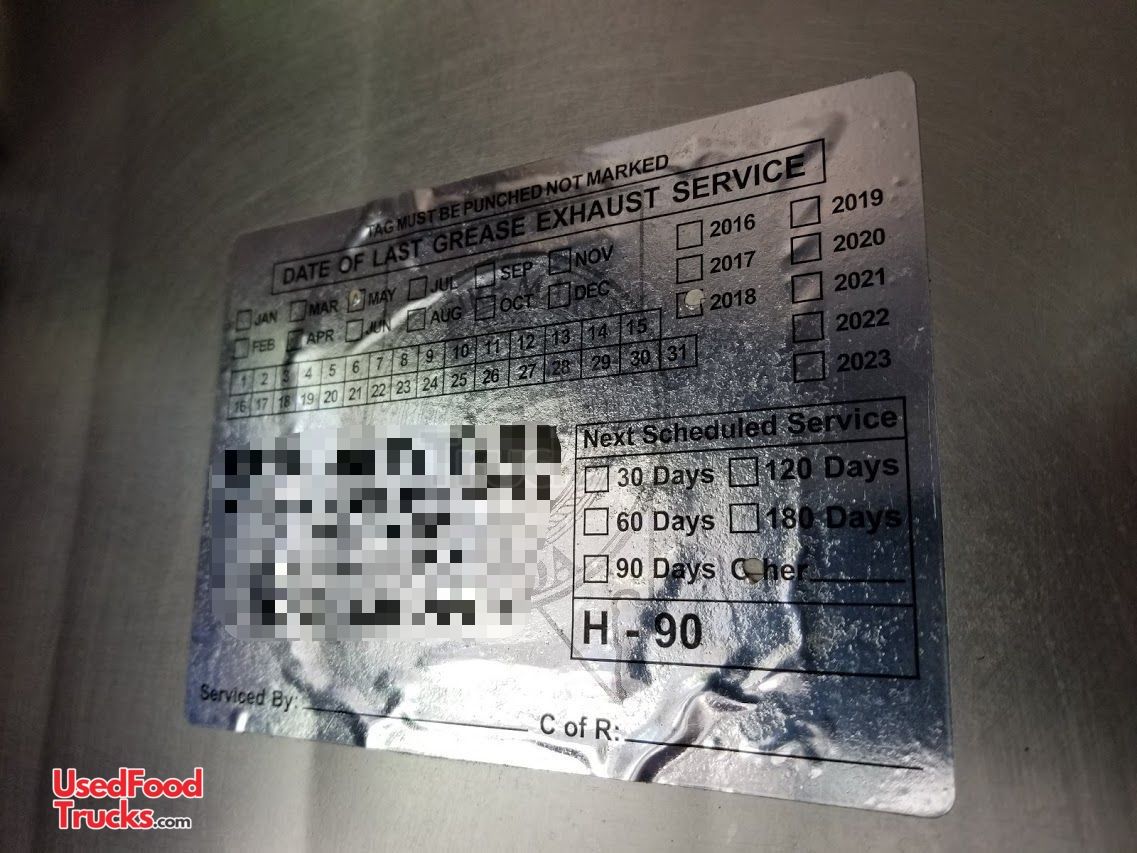 TAG MUST BE PUNCHED NOT MARKED
DATE OF LAST GREASE EXHAUST SERVICE
JAN MAR MAY JUL SEP NOV
FEB APR JUN AUG OCT DEC
2016 2019
2017 2020
2018 2021
2022
2023
1 2 3 4 5 6 7 8 9 10 11 12 13 14 15
16 17 18 19 20 21 22 23 24 25 26 27 28 29 30 31
Next Scheduled Service
30 Days 120 Days
60 Days 180 Days
90 Days Other
H - 90
Serviced By:
C of R:
UsedFood
Trucks.com